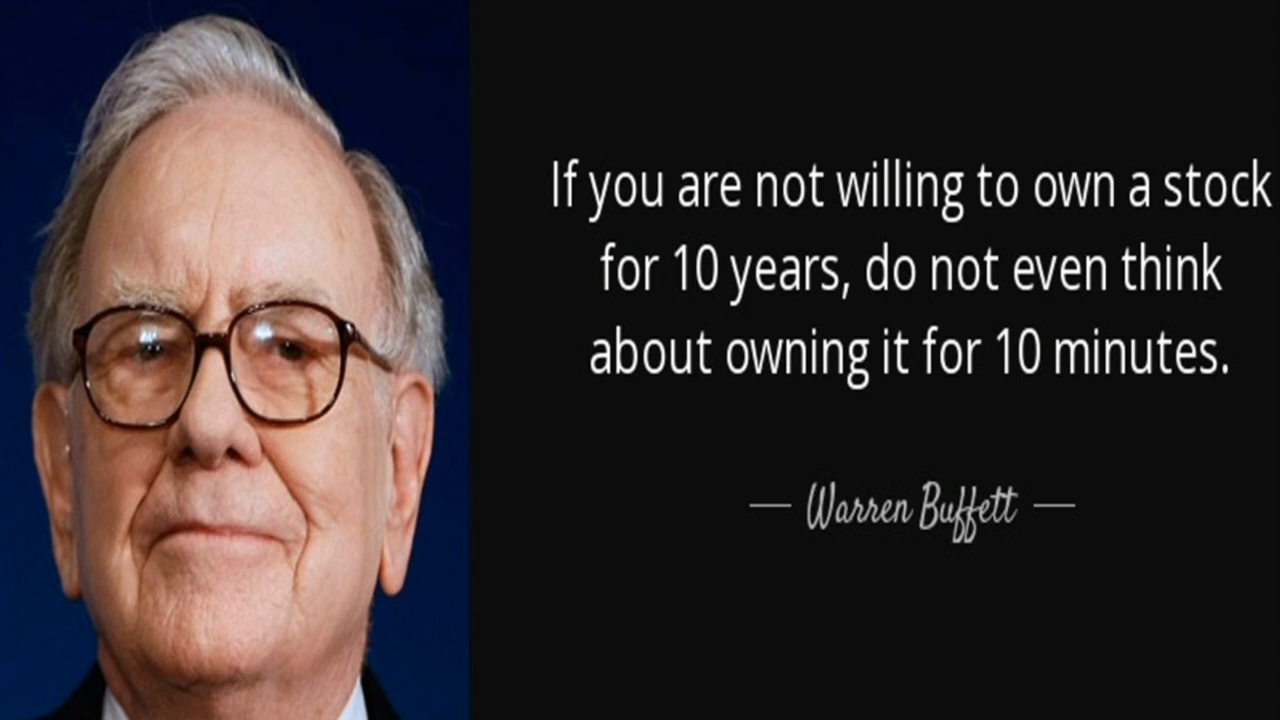 If you are not willing to own a stock
for 10 years, do not even think
about owning it for 10 minutes.
— Warren Buffett —